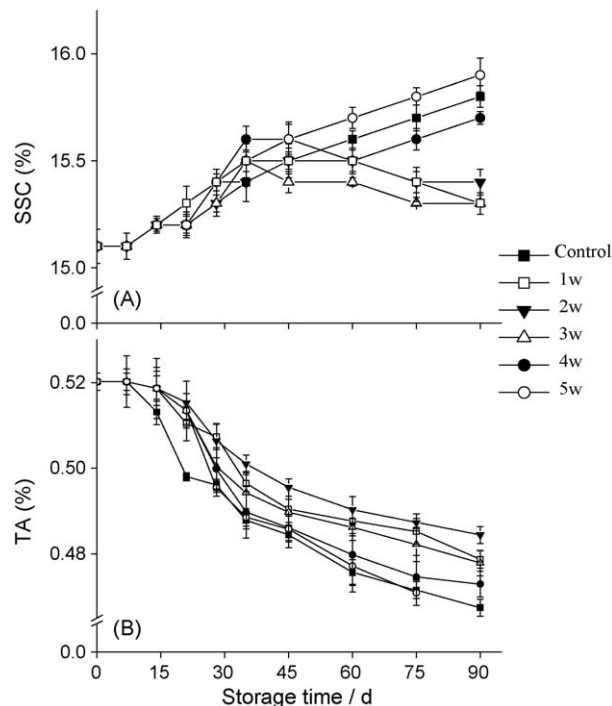 16.0
15.5
15.0
0.0
SSC (%)
(A)
Control
1w
2w
3w
4w
5w
0.52
0.50
0.48
0.0
TA (%)
(B)
0 15 30 45 60 75 90
Storage time / d